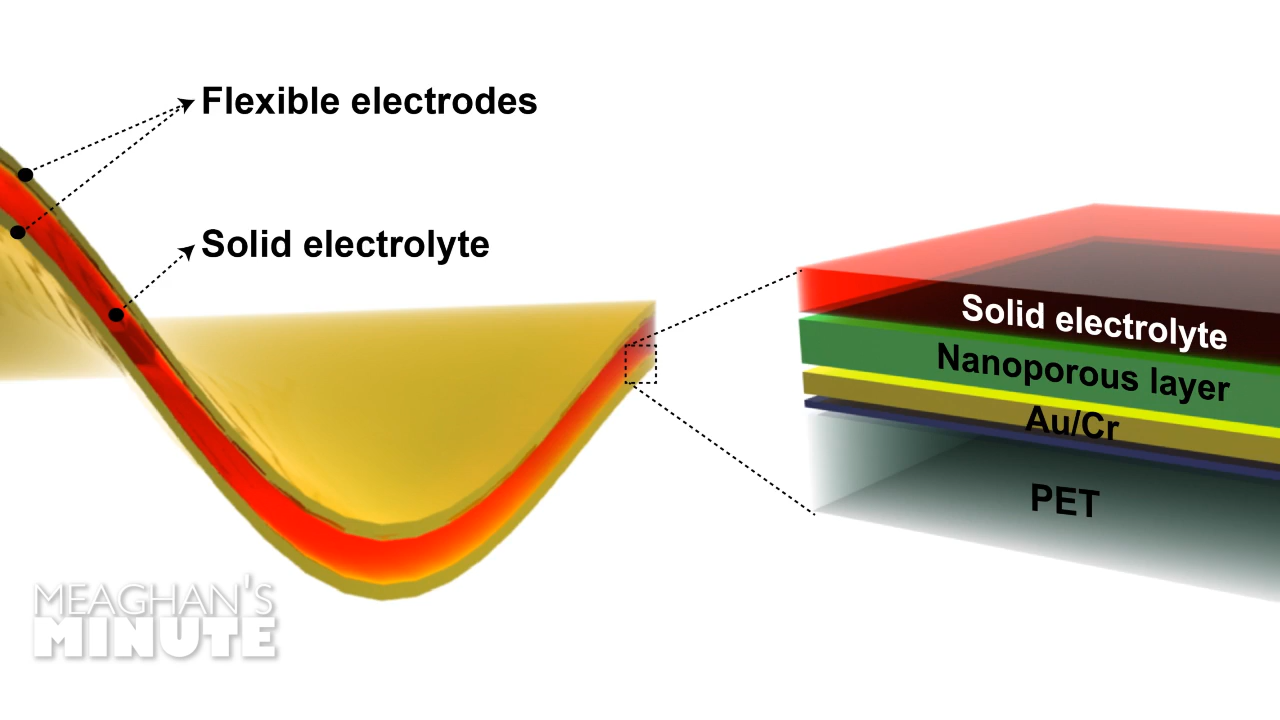 Flexible electrodes
Solid electrolyte
Solid electrolyte
Nanoporous layer
Au/Cr
PET
MEAGHAN'S
MINUTE